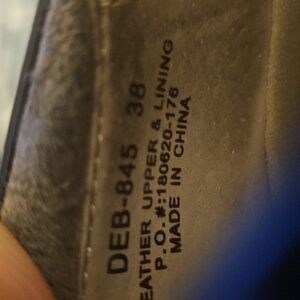 DEB-845 38
EATHER UPPER & LINING
P.O.#:180620-176
MADE IN CHINA